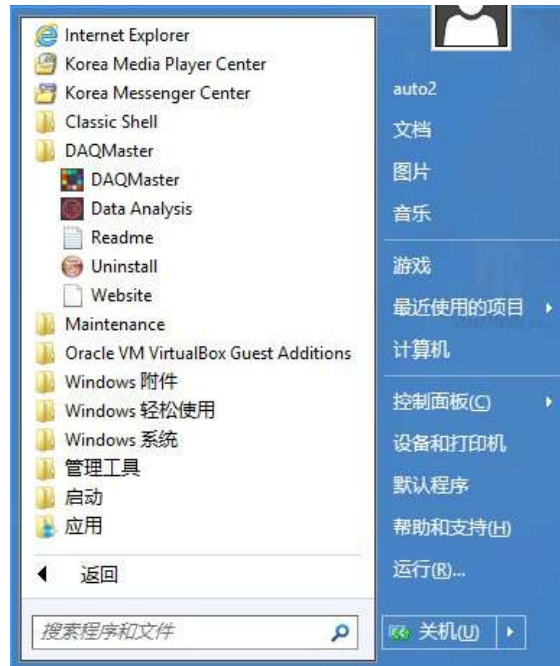 Internet Explorer
Korea Media Player Center
Korea Messenger Center
Classic Shell
DAQMaster
DAQMaster
Data Analysis
Readme
Uninstall
Website
Maintenance
Oracle VM VirtualBox Guest Additions
Windows 附件
Windows 轻松使用
Windows 系统
管理工具
启动
应用
返回
搜索程序和文件
auto2
文档
图片
音乐
游戏
最近使用的项目
计算机
控制面板(C)
设备和打印机
默认程序
帮助和支持(H)
运行(R)...
关机(U)